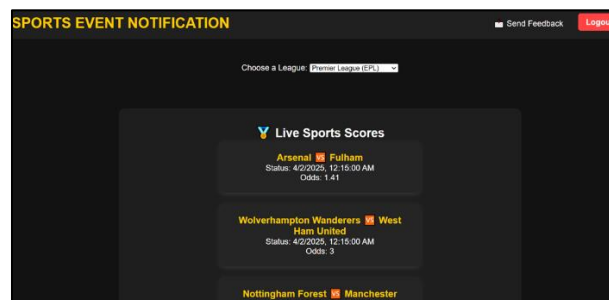 SPORTS EVENT NOTIFICATION
Send Feedback
Logou
Choose a League: Premier League (EPL)
Live Sports Scores
Arsenal VS Fulham
Status: 4/2/2025, 12:15:00 AM
Odds: 1.41
Wolverhampton Wanderers VS West
Ham United
Status: 4/2/2025, 12:15:00 AM
Odds: 3
Nottingham Forest VS Manchester